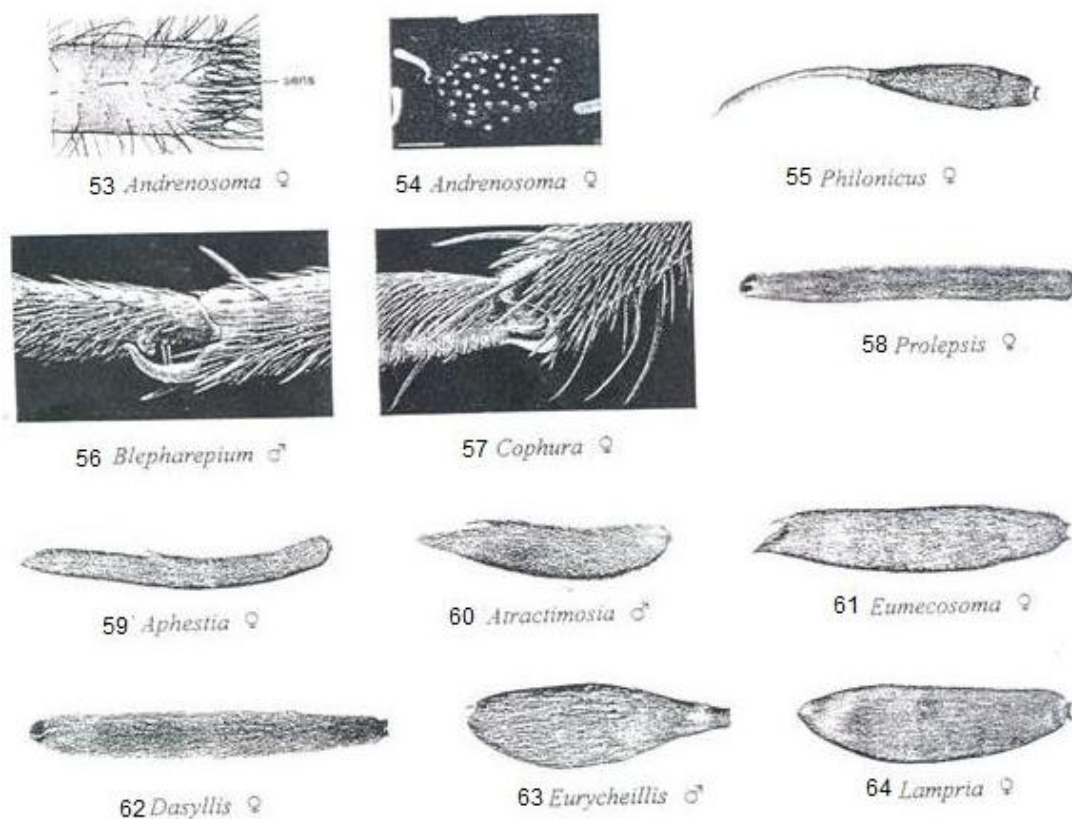 sens
53 Andrenosoma ♀
54 Andrenosoma ♀
55 Philonicus ♀
56 Blepharepium ♂
57 Cophura ♀
58 Prolepsis ♀
59 Aphestia ♀
60 Atractimosia ♂
61 Eumecosoma ♀
62 Dasyllis ♀
63 Eurycheillis ♂
64 Lampria ♀